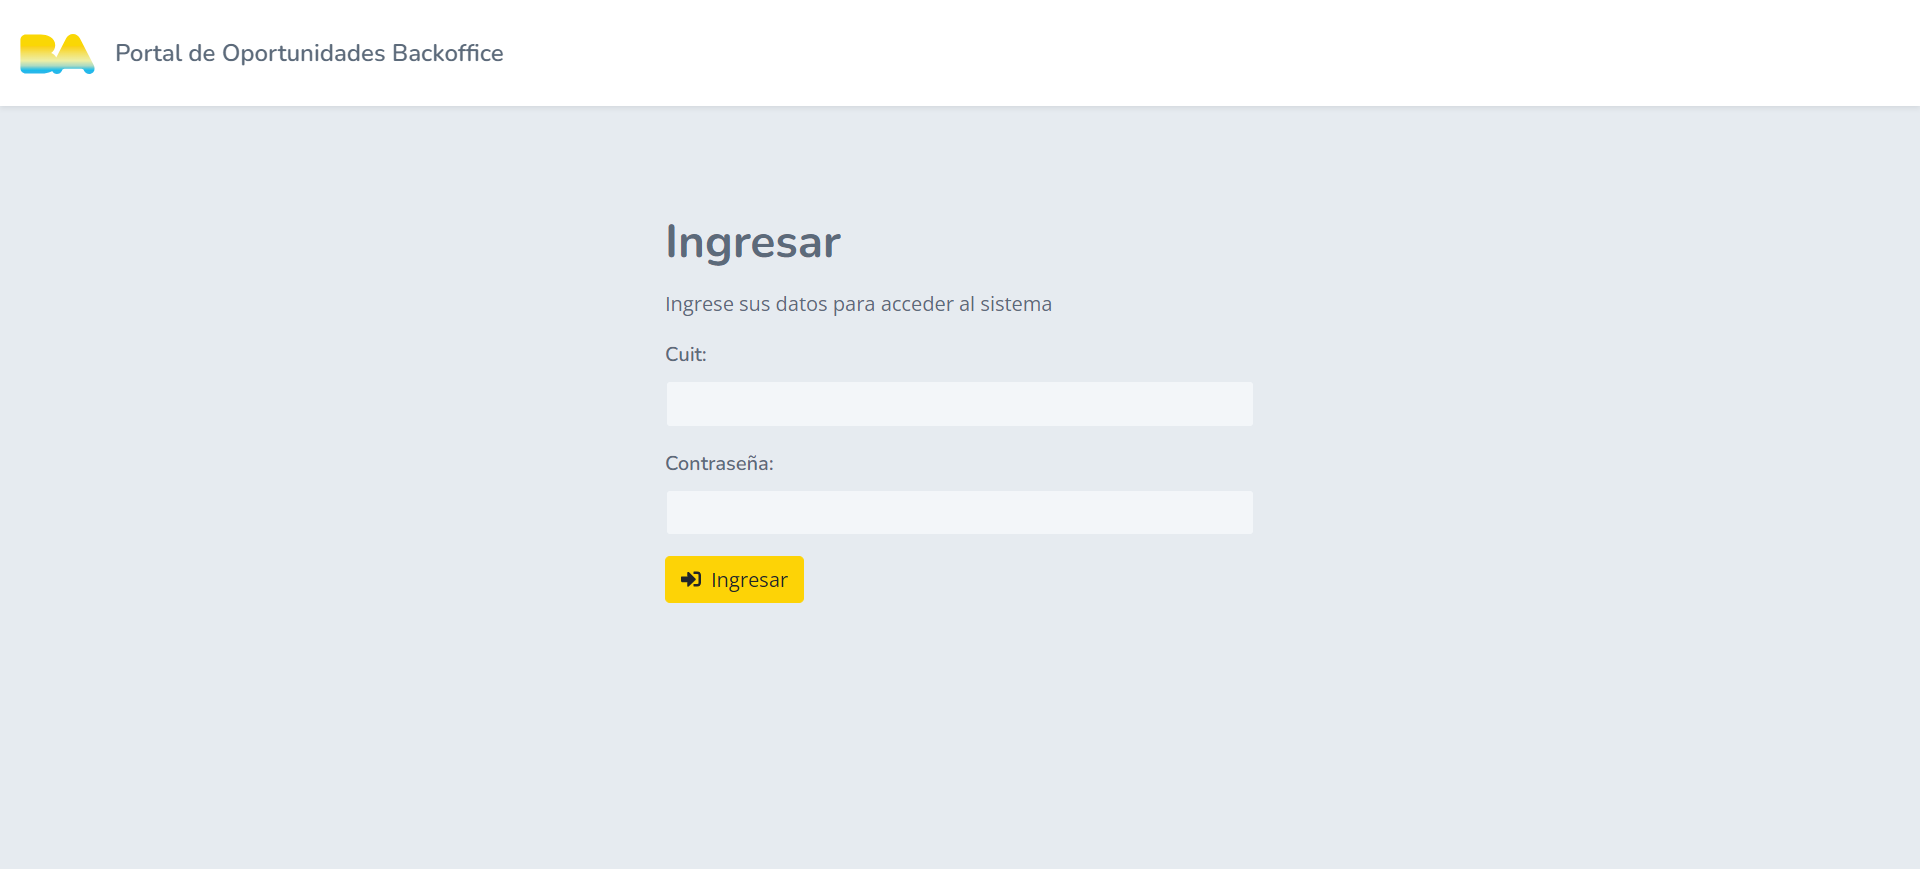 BA Portal de Oportunidades Backoffice
Ingresar
Ingrese sus datos para acceder al sistema
Cuit:
Contraseña:
Ingresar